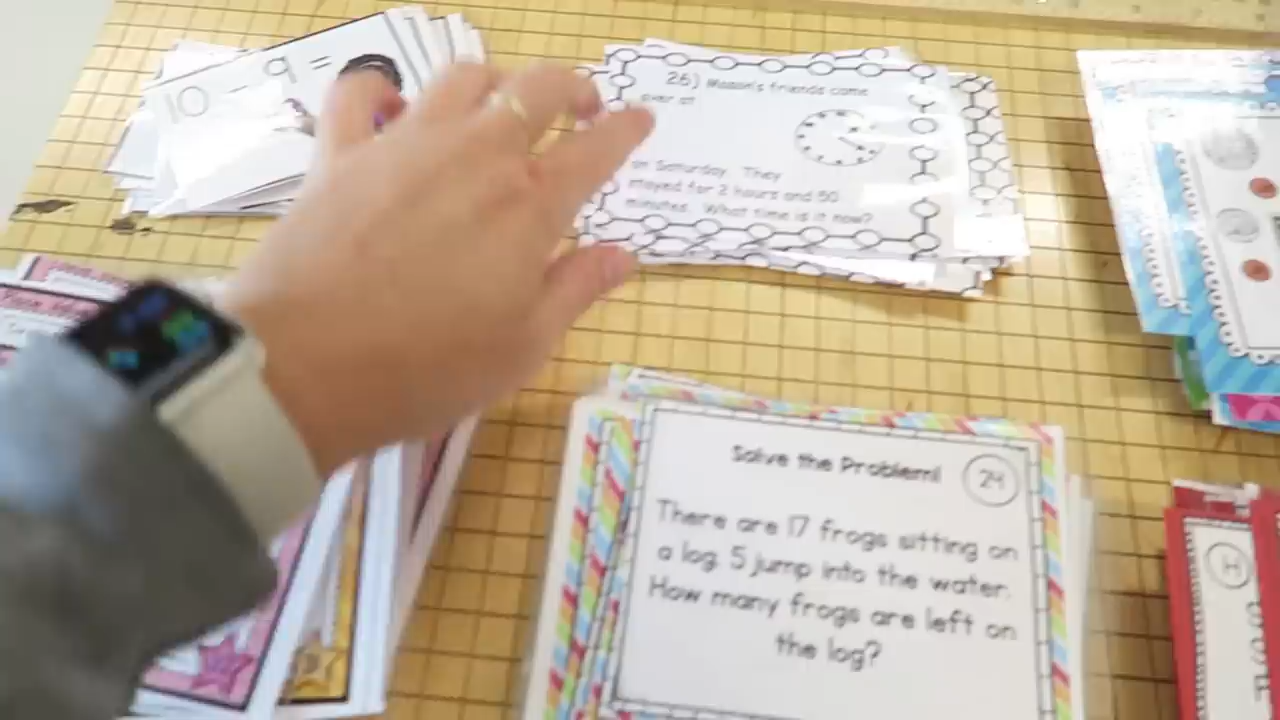 10 - 9 =
26) Mason's friends come
over at
on Saturday. They
stayed for 2 hours and 50
minutes. What time is it now?
Solve the Problem!
24
There are 17 frogs sitting on
a log. 5 jump into the water.
How many frogs are left on
the log?